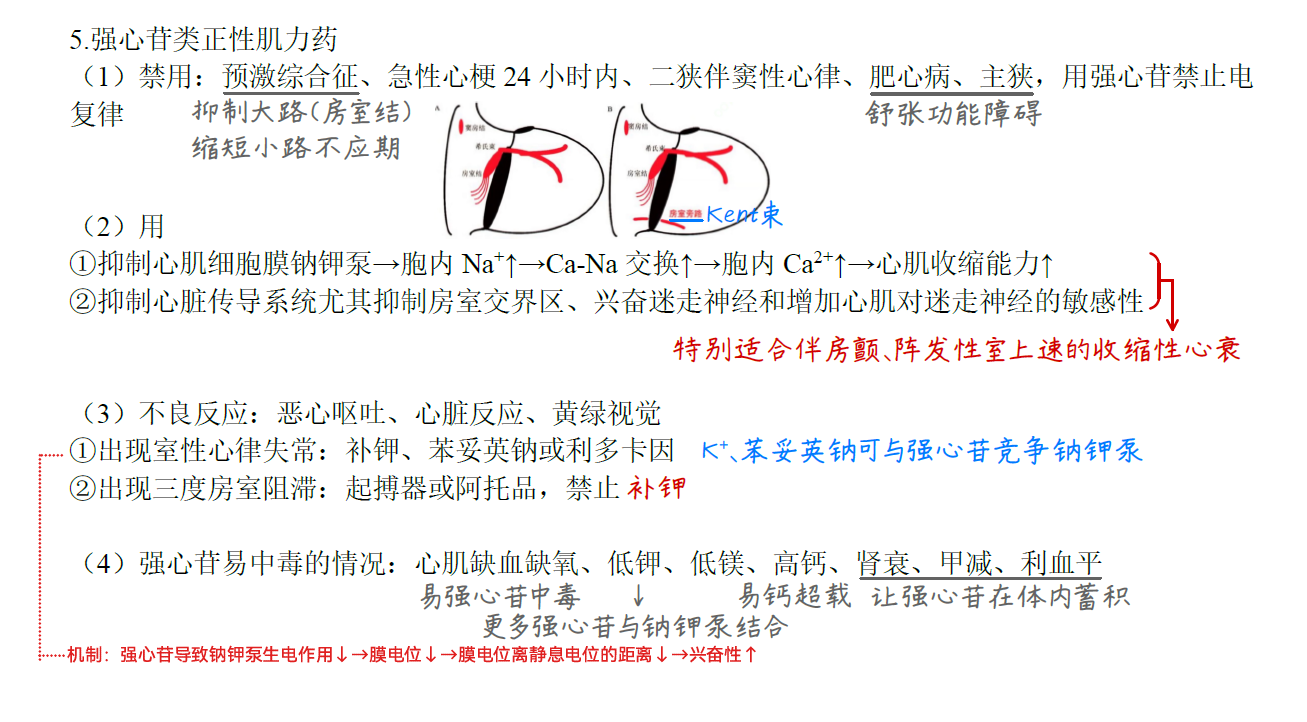 5.强心苷类正性肌力药
（1）禁用：预激综合征、急性心梗 24 小时内、二狭伴窦性心律、肥心病、主狭，用强心苷禁止电
复律
抑制大路(房室结)
缩短小路不应期
舒张功能障碍
A
窦房结
希氏束
房室结
B
窦房结
希氏束
房室结
房室旁路
Kent束
（2）用
①抑制心肌细胞膜钠钾泵→胞内 Na⁺↑→Ca-Na 交换↑→胞内 Ca²⁺↑→心肌收缩能力↑
②抑制心脏传导系统尤其抑制房室交界区、兴奋迷走神经和增加心肌对迷走神经的敏感性
特别适合伴房颤、阵发性室上速的收缩性心衰
（3）不良反应：恶心呕吐、心脏反应、黄绿视觉
①出现室性心律失常：补钾、苯妥英钠或利多卡因 K⁺、苯妥英钠可与强心苷竞争钠钾泵
②出现三度房室阻滞：起搏器或阿托品，禁止 补钾
（4）强心苷易中毒的情况：心肌缺血缺氧、低钾、低镁、高钙、肾衰、甲减、利血平
易强心苷中毒 ↓ 易钙超载 让强心苷在体内蓄积
更多强心苷与钠钾泵结合
机制：强心苷导致钠钾泵生电作用↓→膜电位↓→膜电位离静息电位的距离↓→兴奋性↑